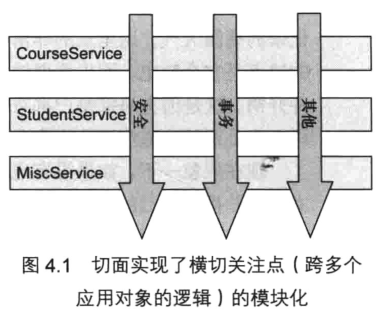 CourseService
StudentService
MiscService
安全
事务
其他
图 4.1 切面实现了横切关注点（跨多个
应用对象的逻辑）的模块化